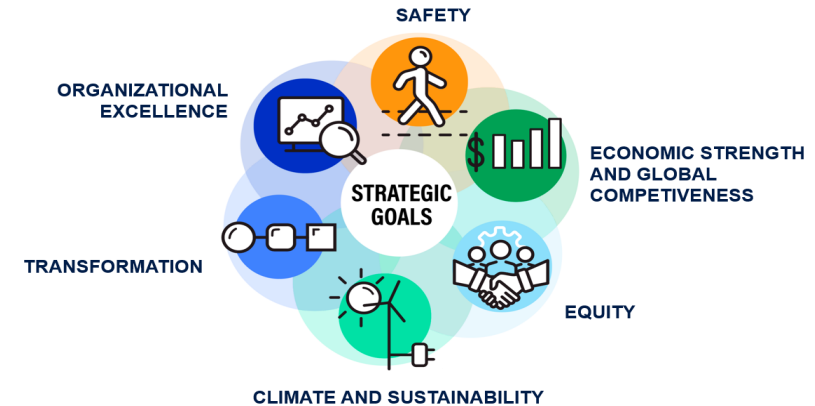 SAFETY
ORGANIZATIONAL
EXCELLENCE
$
ECONOMIC STRENGTH
AND GLOBAL
COMPETIVENESS
STRATEGIC
GOALS
TRANSFORMATION
EQUITY
CLIMATE AND SUSTAINABILITY